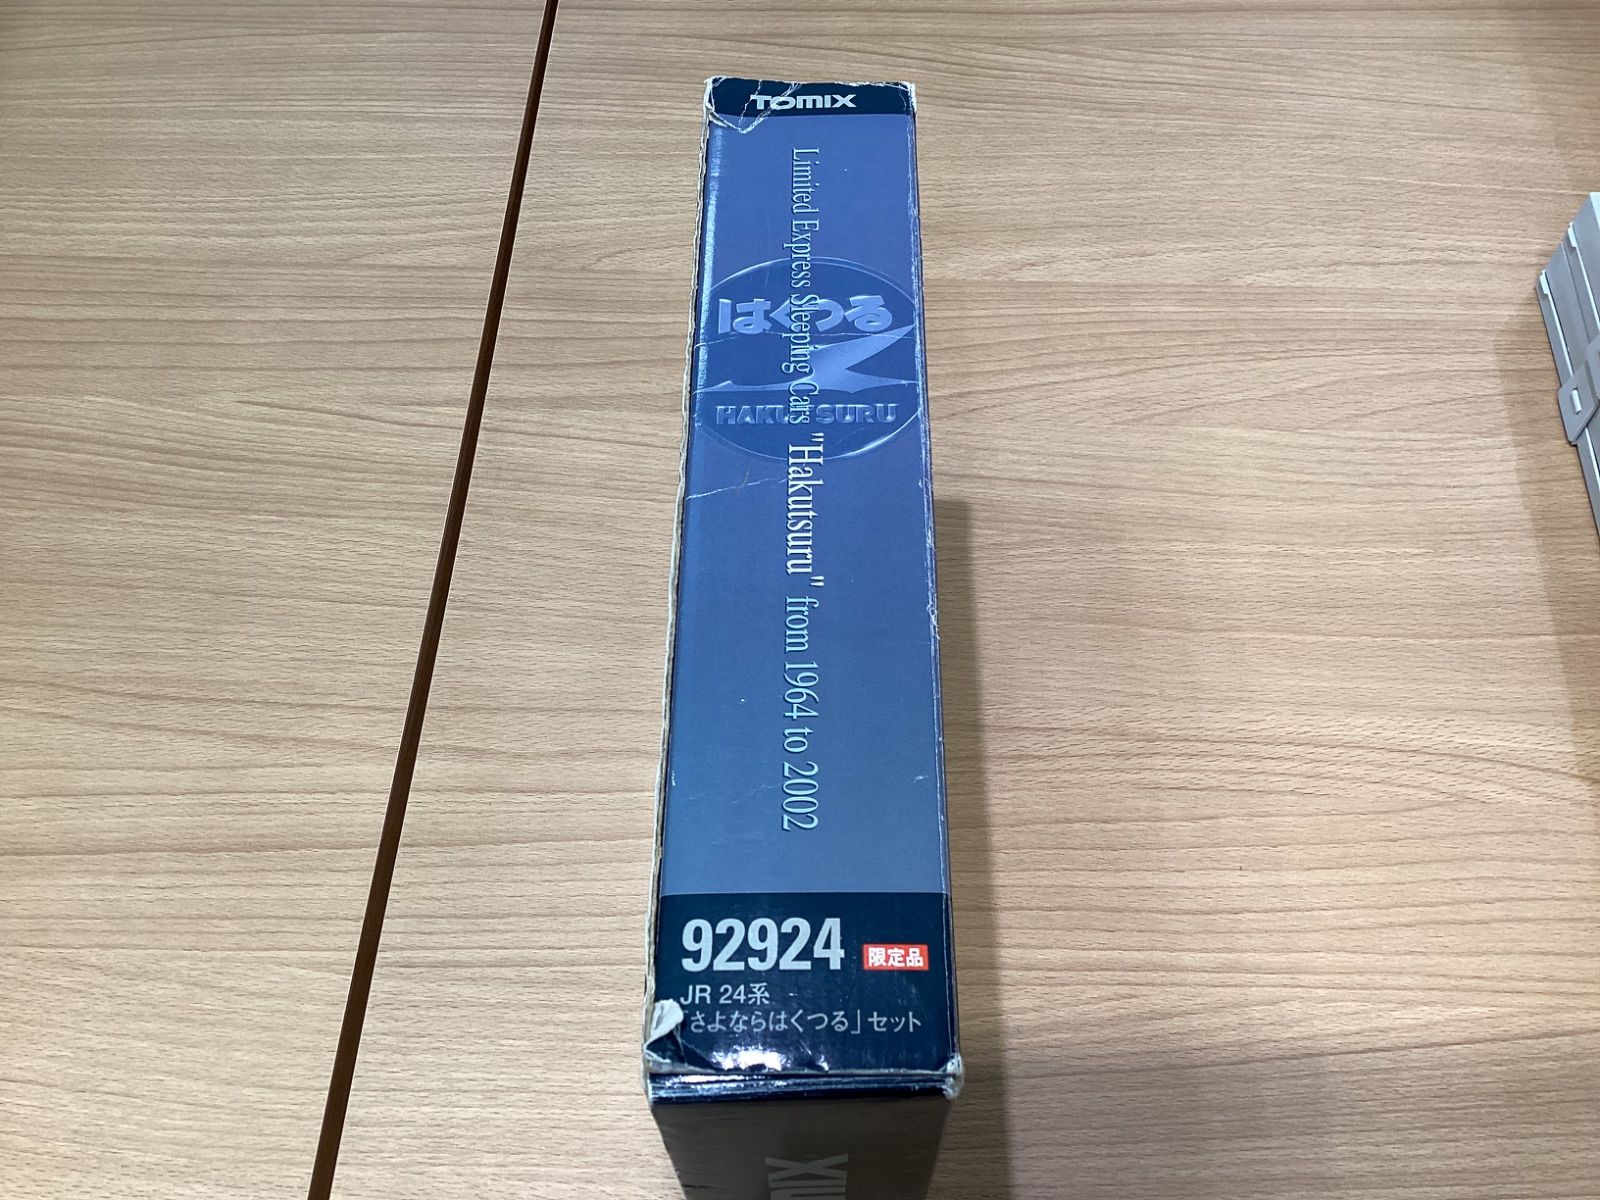 TOMIX
Limited Express Sleeping Cars "Hakutsuru" from 1964 to 2002
はくつる
HAKUTSURU
92924 限定品
JR 24系
「さよならはくつる」セット